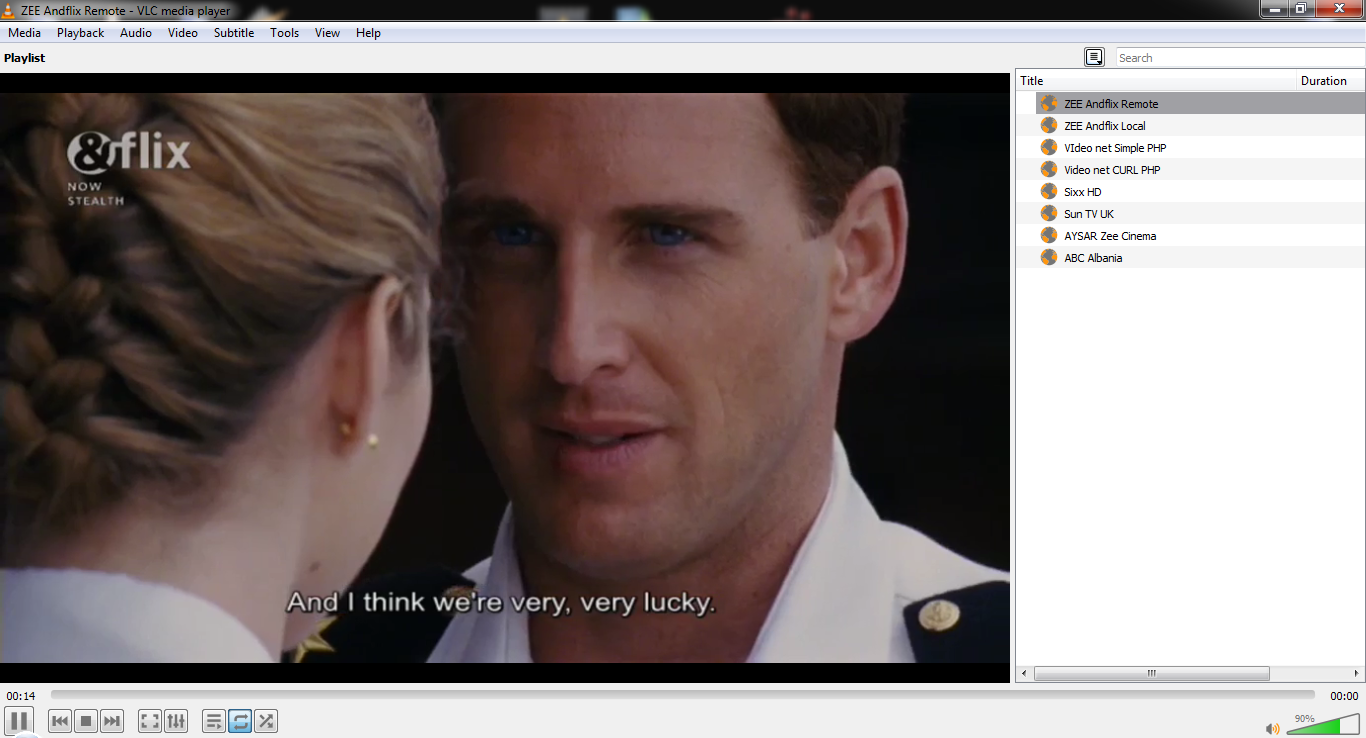 ZEE Andflix Remote - VLC media player
Media Playback Audio Video Subtitle Tools View Help
Playlist
Search
Title Duration
ZEE Andflix Remote
ZEE Andflix Local
VIdeo net Simple PHP
Video net CURL PHP
Sixx HD
Sun TV UK
AYSAR Zee Cinema
ABC Albania
&flix
NOW
STEALTH
And I think we're very, very lucky.
00:14 00:00
90%